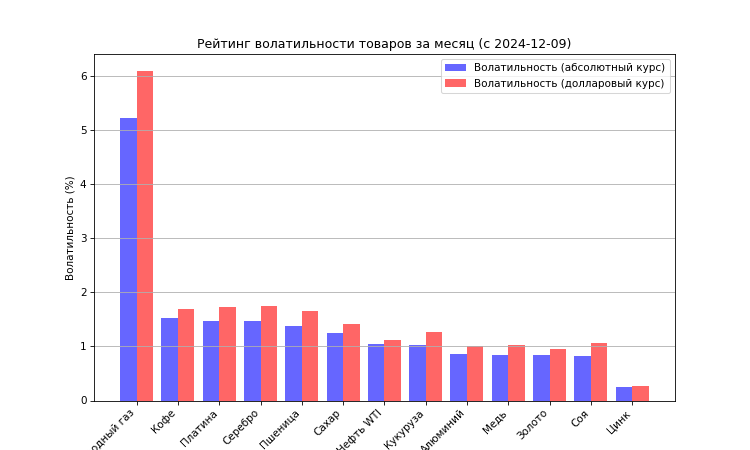 Рейтинг волатильности товаров за месяц (с 2024-12-09)
Волатильность (абсолютный курс)
Волатильность (долларовый курс)
Волатильность (%)
6
5
4
3
2
1
0
газ
Кофе
Платина
Серебро
Пшеница
Сахар
Нефть WTI
Кукуруза
Алюминий
Медь
Золото
Соя
Цинк